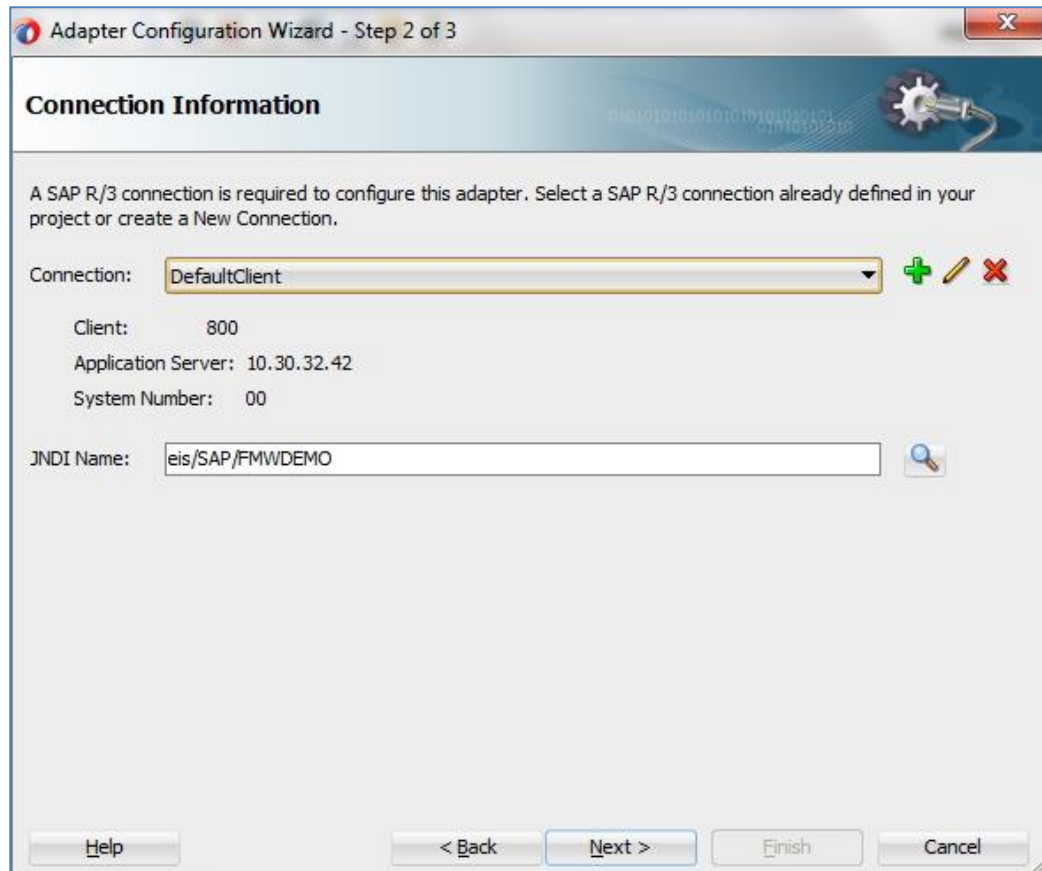 Adapter Configuration Wizard - Step 2 of 3
Connection Information
A SAP R/3 connection is required to configure this adapter. Select a SAP R/3 connection already defined in your
project or create a New Connection.
Connection: DefaultClient
Client: 800
Application Server: 10.30.32.42
System Number: 00
JNDI Name: eis/SAP/FMWDEMO
Help < Back Next > Finish Cancel